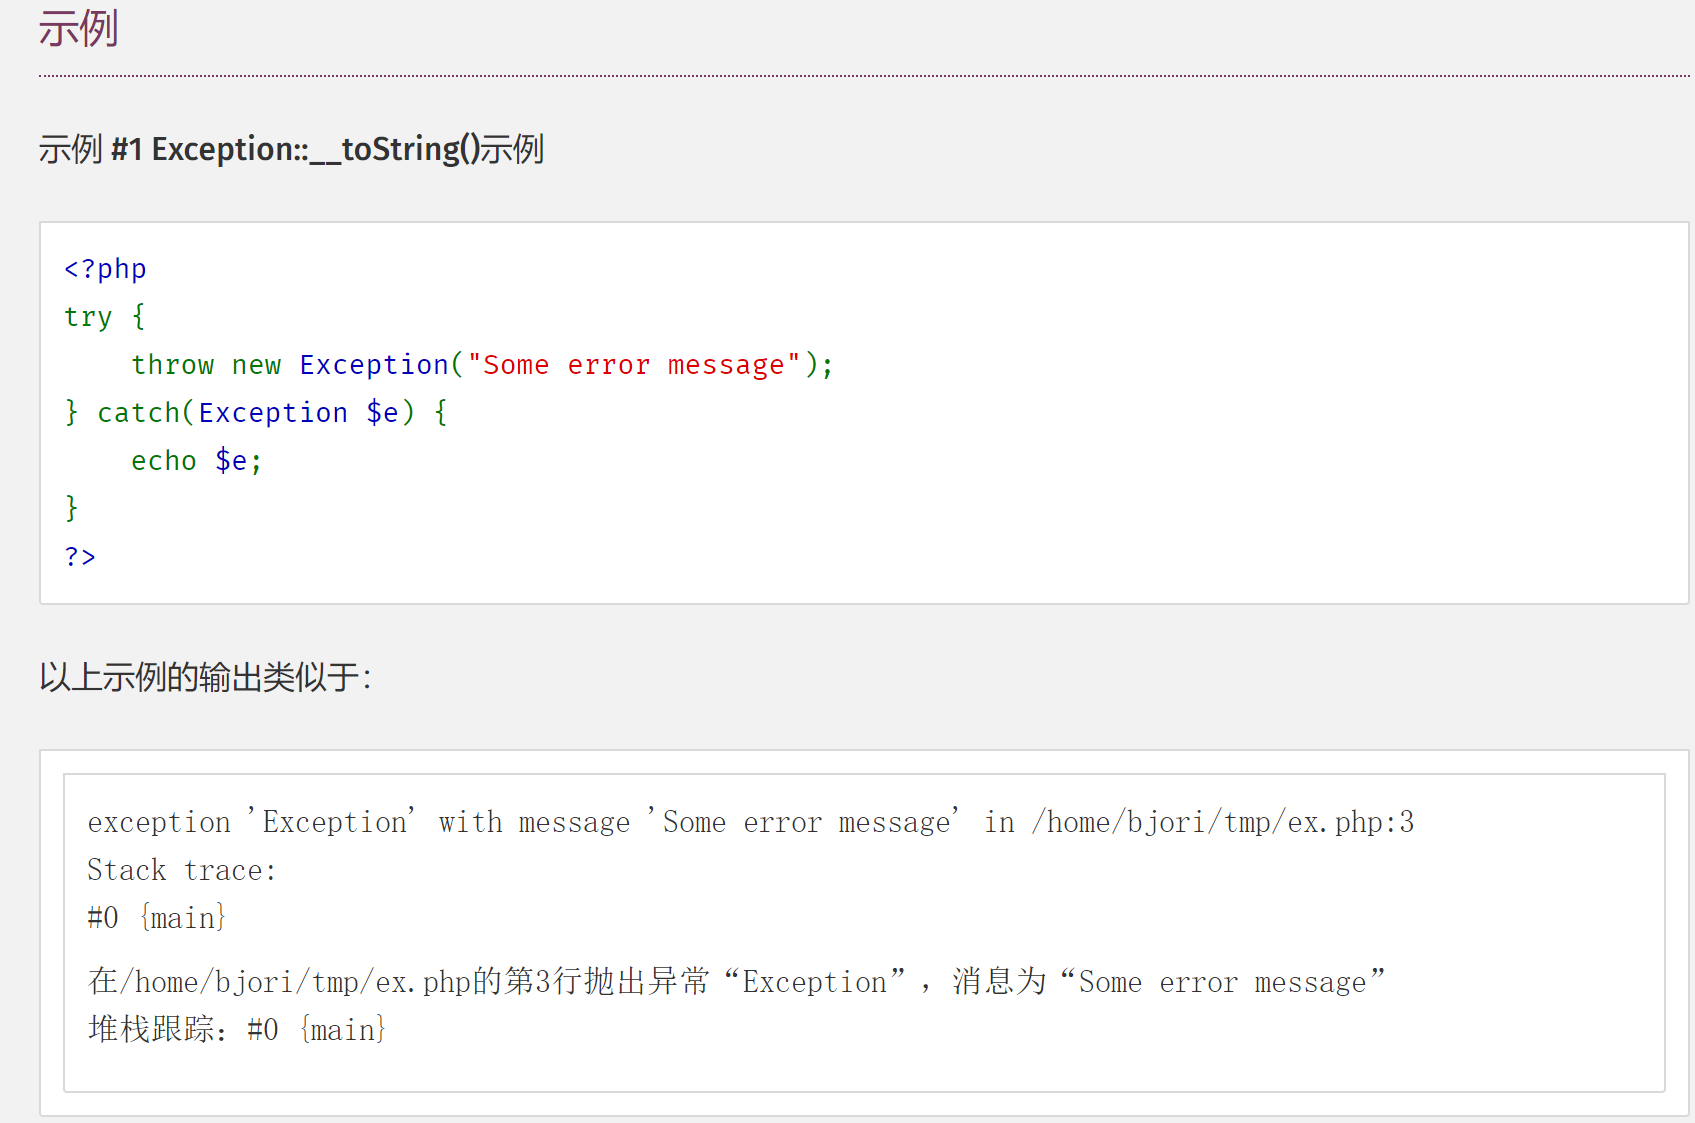 示例
示例 #1 Exception::__toString()示例
<?php
try {
    throw new Exception("Some error message");
} catch(Exception $e) {
    echo $e;
}
?>
以上示例的输出类似于：
exception 'Exception' with message 'Some error message' in /home/bjori/tmp/ex.php:3
Stack trace:
#0 {main}
在/home/bjori/tmp/ex.php的第3行抛出异常“Exception”，消息为“Some error message”
堆栈跟踪：#0 {main}